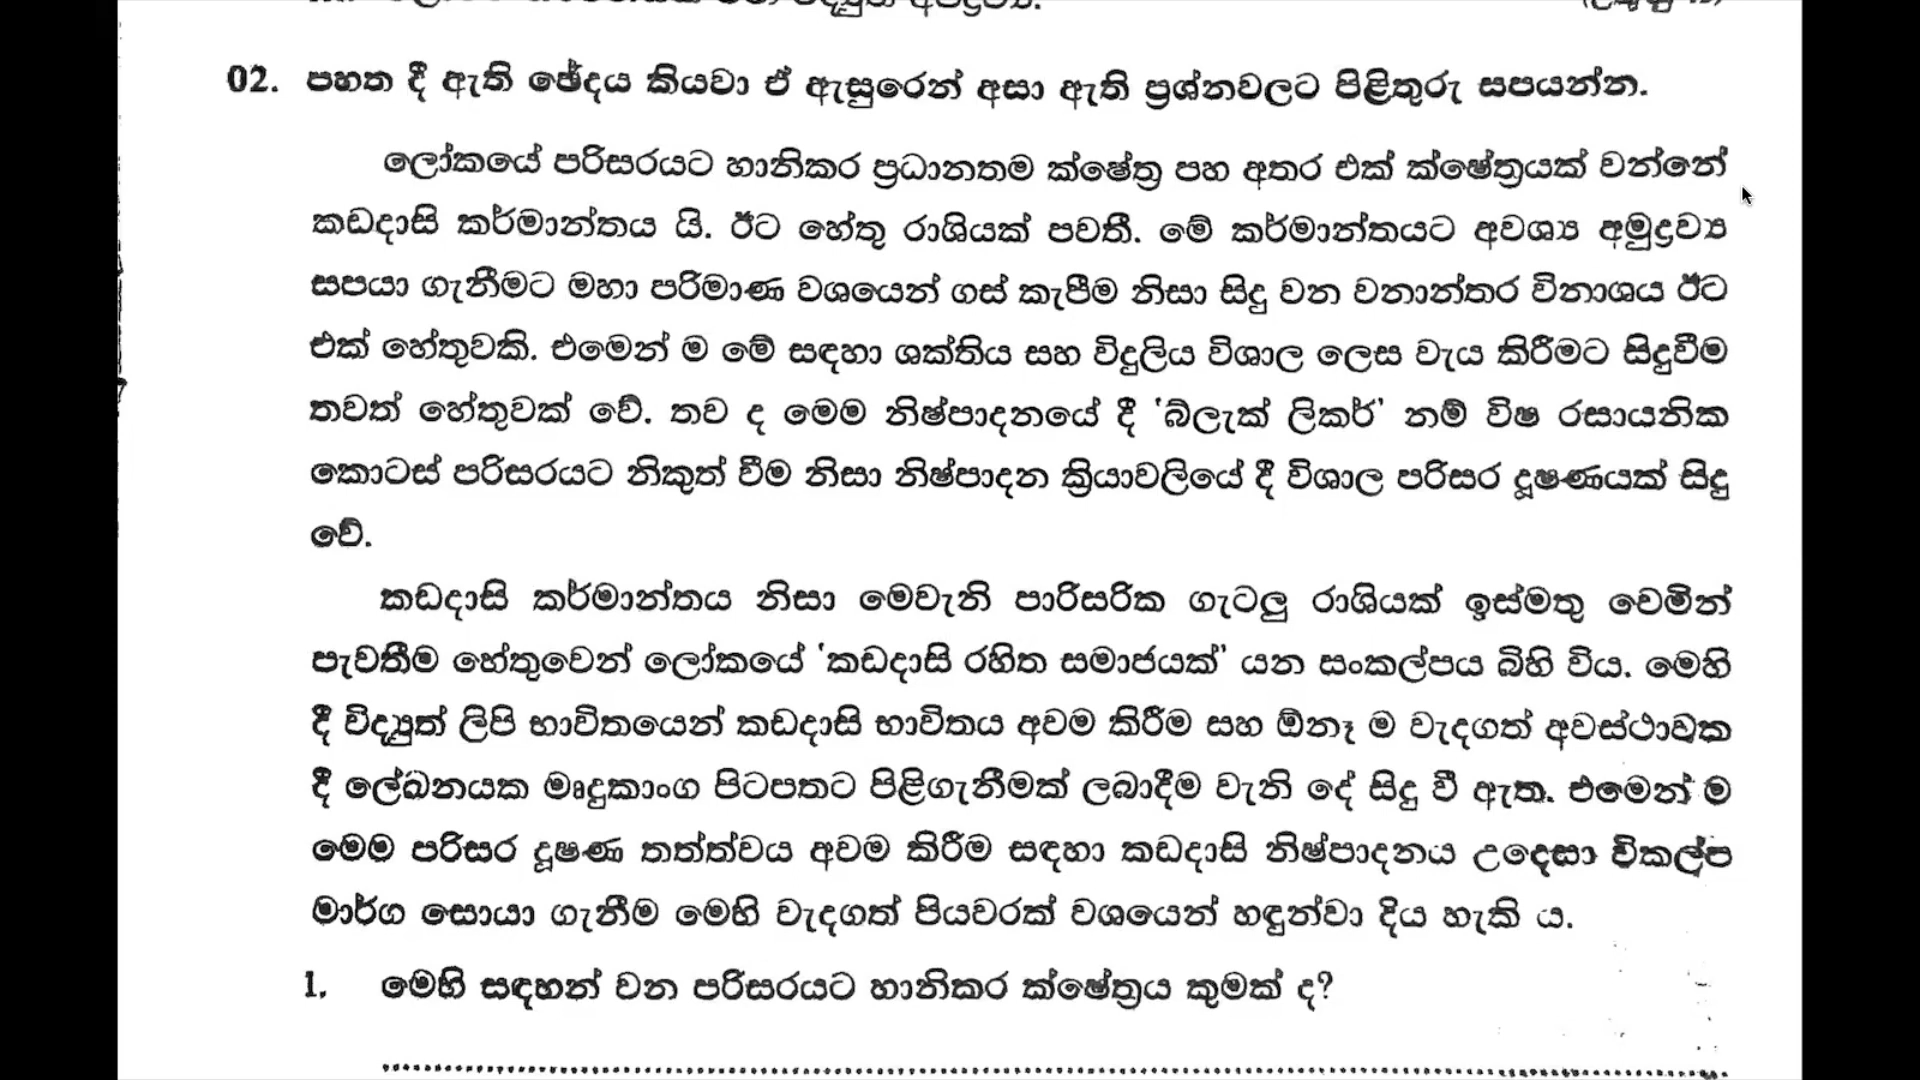 02. පහත දී ඇති ඡේදය කියවා ඒ ඇසුරෙන් අසා ඇති ප්‍රශ්නවලට පිළිතුරු සපයන්න.
ලෝකයේ පරිසරයට හානිකර ප්‍රධානතම ක්ෂේත්‍ර පහ අතර එක් ක්ෂේත්‍රයක් වන්නේ
කඩදාසි කර්මාන්තය යි. ඊට හේතු රාශියක් පවතී. මේ කර්මාන්තයට අවශ්‍ය අමුද්‍රව්‍ය
සපයා ගැනීමට මහා පරිමාණ වශයෙන් ගස් කැපීම නිසා සිදු වන වනාන්තර විනාශය ඊට
එක් හේතුවකි. එමෙන් ම මේ සඳහා ශක්තිය සහ විදුලිය විශාල ලෙස වැය කිරීමට සිදුවීම
තවත් හේතුවක් වේ. තව ද මෙම නිෂ්පාදනයේ දී ‘බ්ලැක් ලිකර්’ නම් විෂ රසායනික
කොටස් පරිසරයට නිකුත් වීම නිසා නිෂ්පාදන ක්‍රියාවලියේ දී විශාල පරිසර දූෂණයක් සිදු
වේ.
කඩදාසි කර්මාන්තය නිසා මෙවැනි පාරිසරික ගැටලු රාශියක් ඉස්මතු වෙමින්
පැවතීම හේතුවෙන් ලෝකයේ ‘කඩදාසි රහිත සමාජයක්’ යන සංකල්පය බිහි විය. මෙහි
දී විද්‍යුත් ලිපි භාවිතයෙන් කඩදාසි භාවිතය අවම කිරීම සහ ඕනෑ ම වැදගත් අවස්ථාවක
දී ලේඛනයක මෘදුකාංග පිටපතට පිළිගැනීමක් ලබාදීම වැනි දේ සිදු වී ඇත. එමෙන් ම
මෙම පරිසර දූෂණ තත්ත්වය අවම කිරීම සඳහා කඩදාසි නිෂ්පාදනය උදෙසා විකල්ප
මාර්ග සොයා ගැනීම මෙහි වැදගත් පියවරක් වශයෙන් හඳුන්වා දිය හැකි ය.
1. මෙහි සඳහන් වන පරිසරයට හානිකර ක්ෂේත්‍රය කුමක් ද?